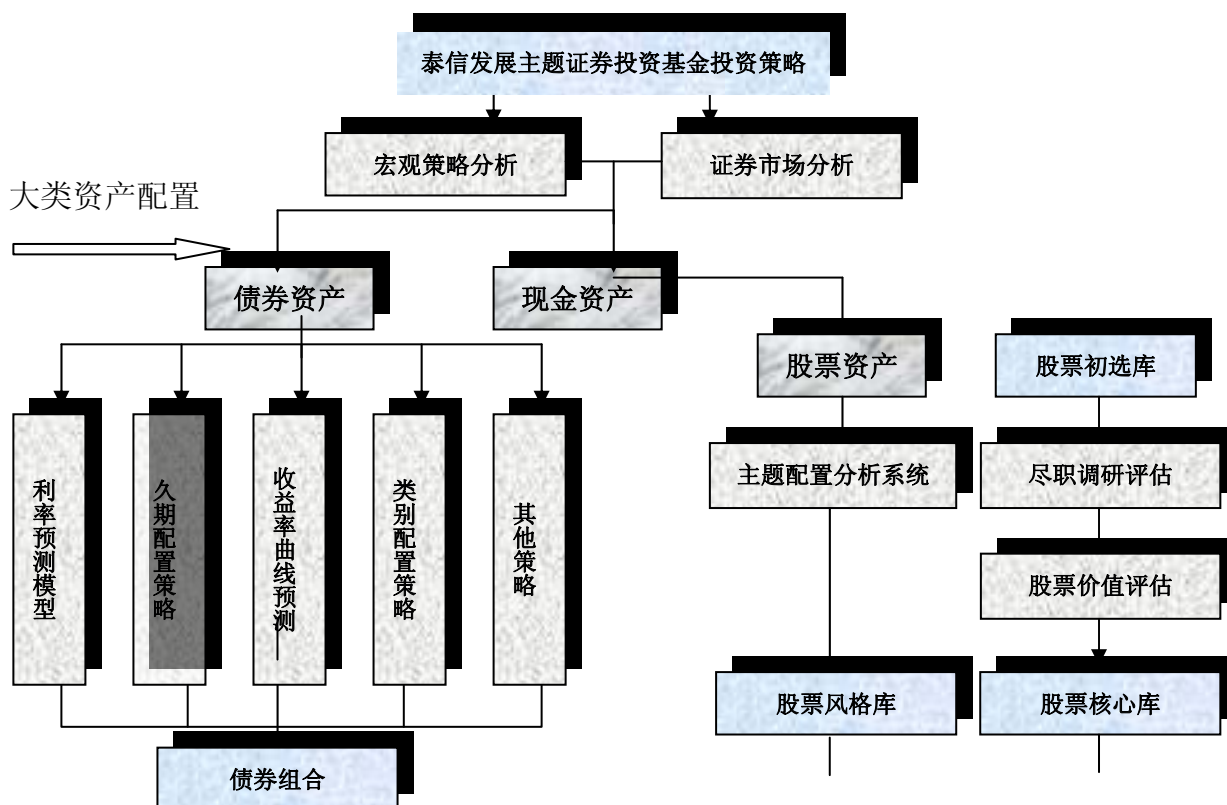 泰信发展主题证券投资基金投资策略
宏观策略分析
证券市场分析
大类资产配置
债券资产
现金资产
股票资产
股票初选库
利率预测模型
久期配置策略
收益率曲线预测
类别配置策略
其他策略
主题配置分析系统
尽职调研评估
股票价值评估
股票风格库
股票核心库
债券组合